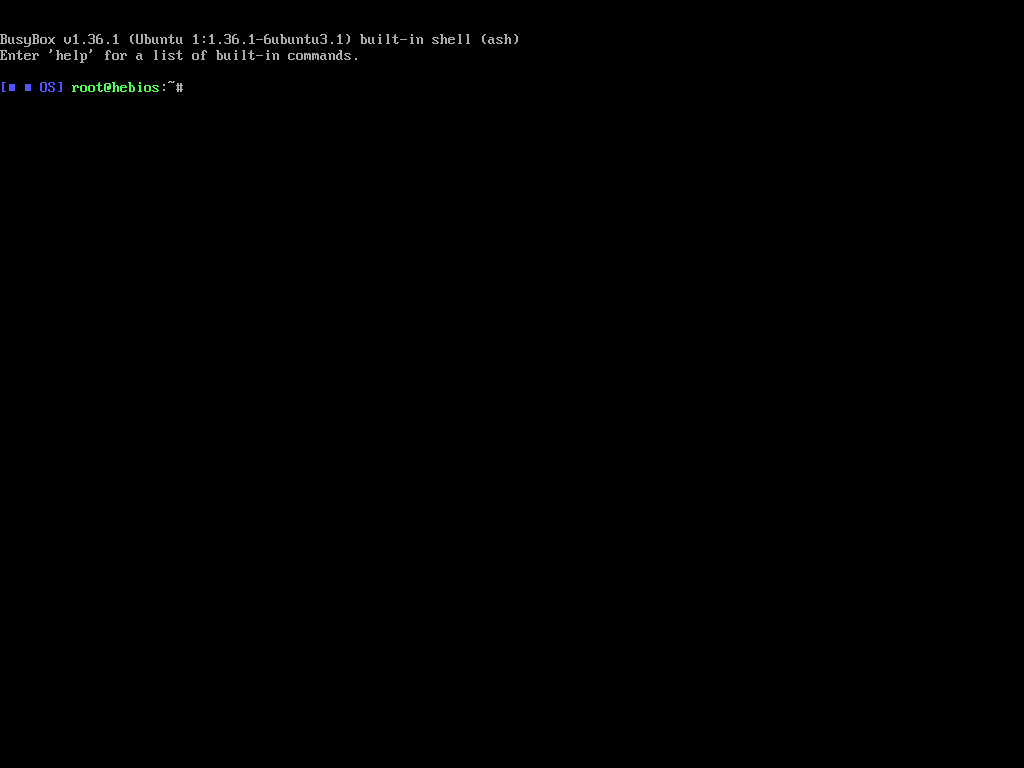 BusyBox v1.36.1 (Ubuntu 1:1.36.1-6ubuntu3.1) built-in shell (ash)
Enter 'help' for a list of built-in commands.
[■ ■ OS] root@hebios:~#